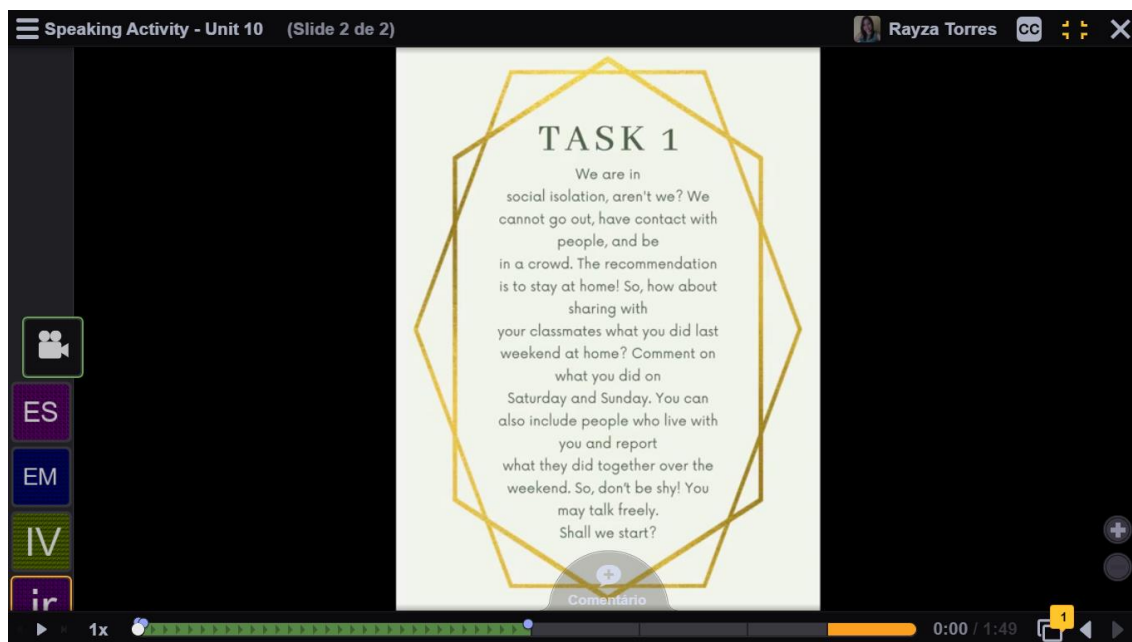 Speaking Activity - Unit 10 (Slide 2 de 2) Rayza Torres CC
TASK 1
We are in
social isolation, aren't we? We
cannot go out, have contact with
people, and be
in a crowd. The recommendation
is to stay at home! So, how about
sharing with
your classmates what you did last
weekend at home? Comment on
what you did on
Saturday and Sunday. You can
also include people who live with
you and report
what they did together over the
weekend. So, don't be shy! You
may talk freely.
Shall we start?
ES
EM
IV
ir
Comentário
1x 0:00 / 1:49 1